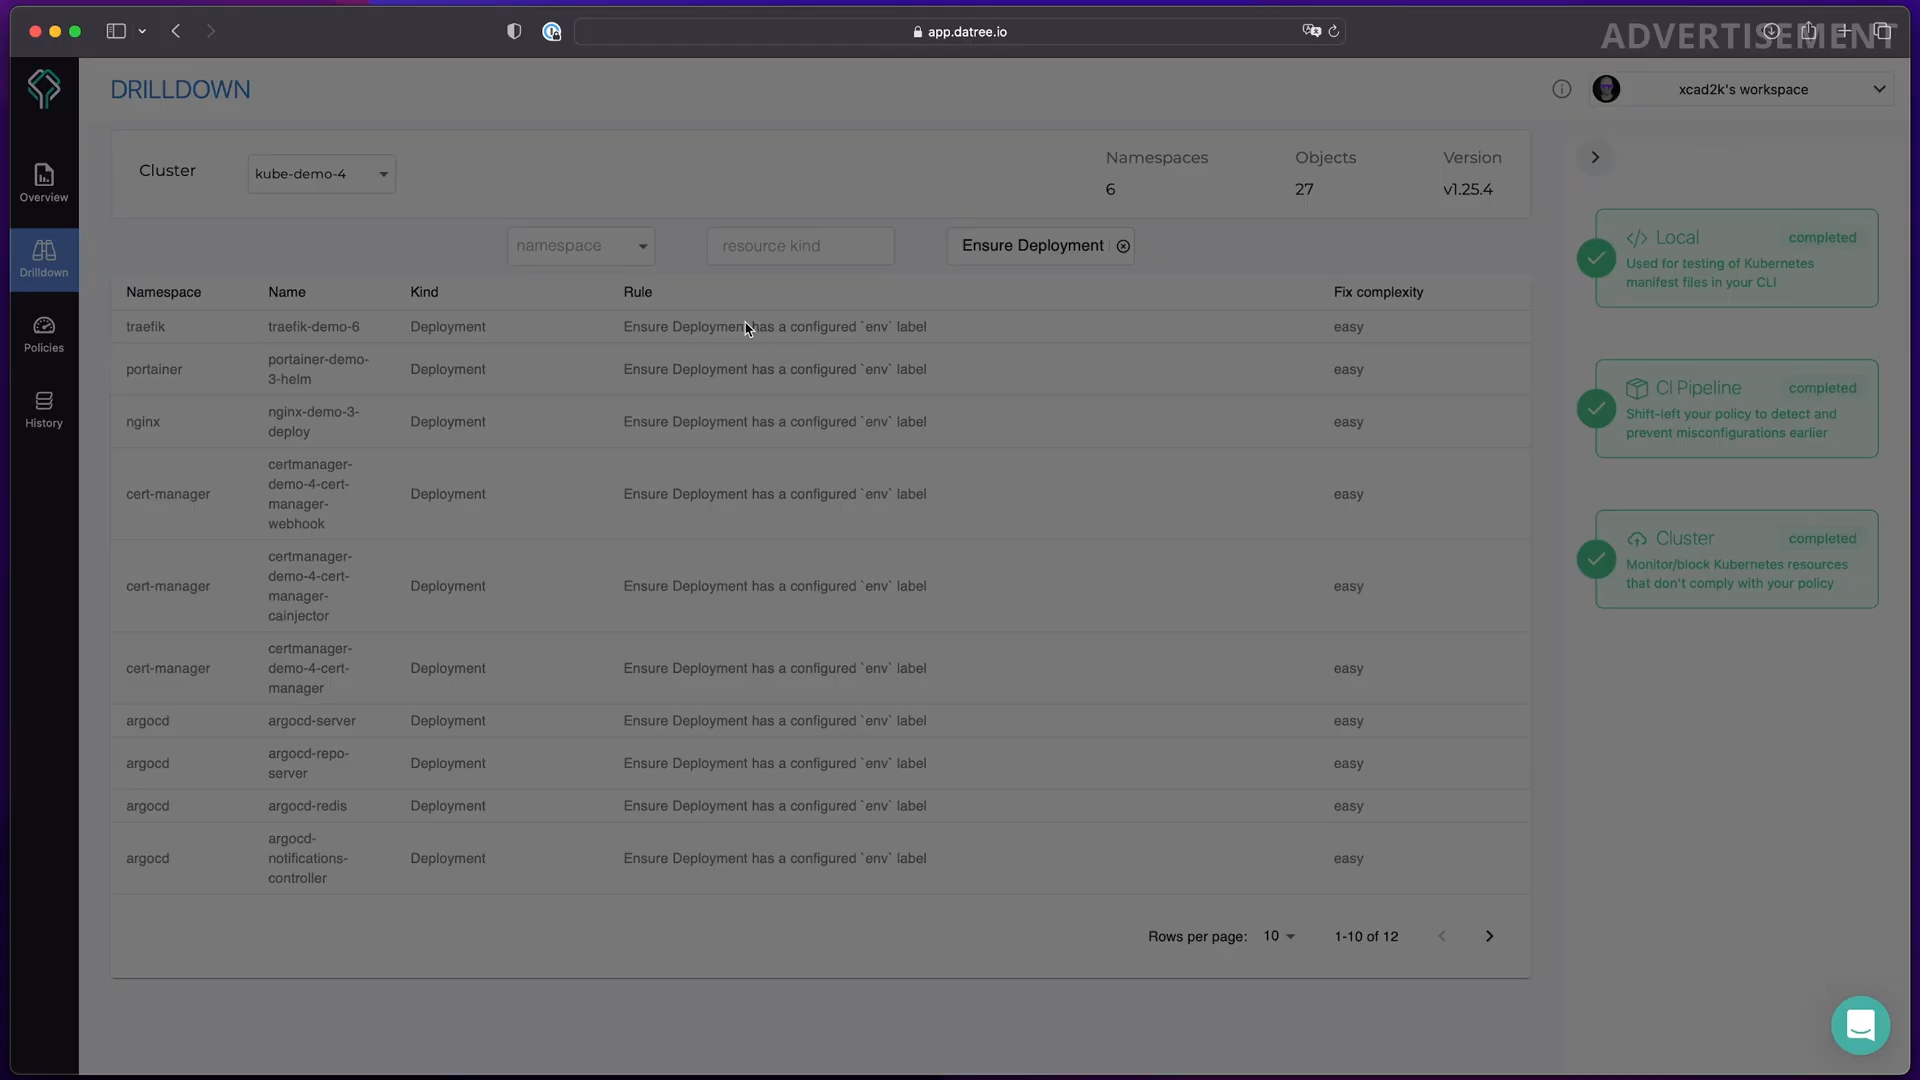 app.datree.io
ADVERTISEMENT
DRILLDOWN
xcad2k's workspace
Overview
Drilldown
Policies
History
Cluster
kube-demo-4
Namespaces
6
Objects
27
Version
v1.25.4
namespace
resource kind
Ensure Deployment
Namespace Name Kind Rule Fix complexity
traefik traefik-demo-6 Deployment Ensure Deployment has a configured `env` label easy
portainer portainer-demo-
3-helm Deployment Ensure Deployment has a configured `env` label easy
nginx nginx-demo-3-
deploy Deployment Ensure Deployment has a configured `env` label easy
cert-manager certmanager-
demo-4-cert-
manager-
webhook Deployment Ensure Deployment has a configured `env` label easy
cert-manager certmanager-
demo-4-cert-
manager-
cainjector Deployment Ensure Deployment has a configured `env` label easy
cert-manager certmanager-
demo-4-cert-
manager Deployment Ensure Deployment has a configured `env` label easy
argocd argocd-server Deployment Ensure Deployment has a configured `env` label easy
argocd argocd-repo-
server Deployment Ensure Deployment has a configured `env` label easy
argocd argocd-redis Deployment Ensure Deployment has a configured `env` label easy
argocd argocd-
notifications-
controller Deployment Ensure Deployment has a configured `env` label easy
Rows per page: 10 1-10 of 12
</> Local completed
Used for testing of Kubernetes
manifest files in your CLI
CI Pipeline completed
Shift-left your policy to detect and
prevent misconfigurations earlier
Cluster completed
Monitor/block Kubernetes resources
that don't comply with your policy